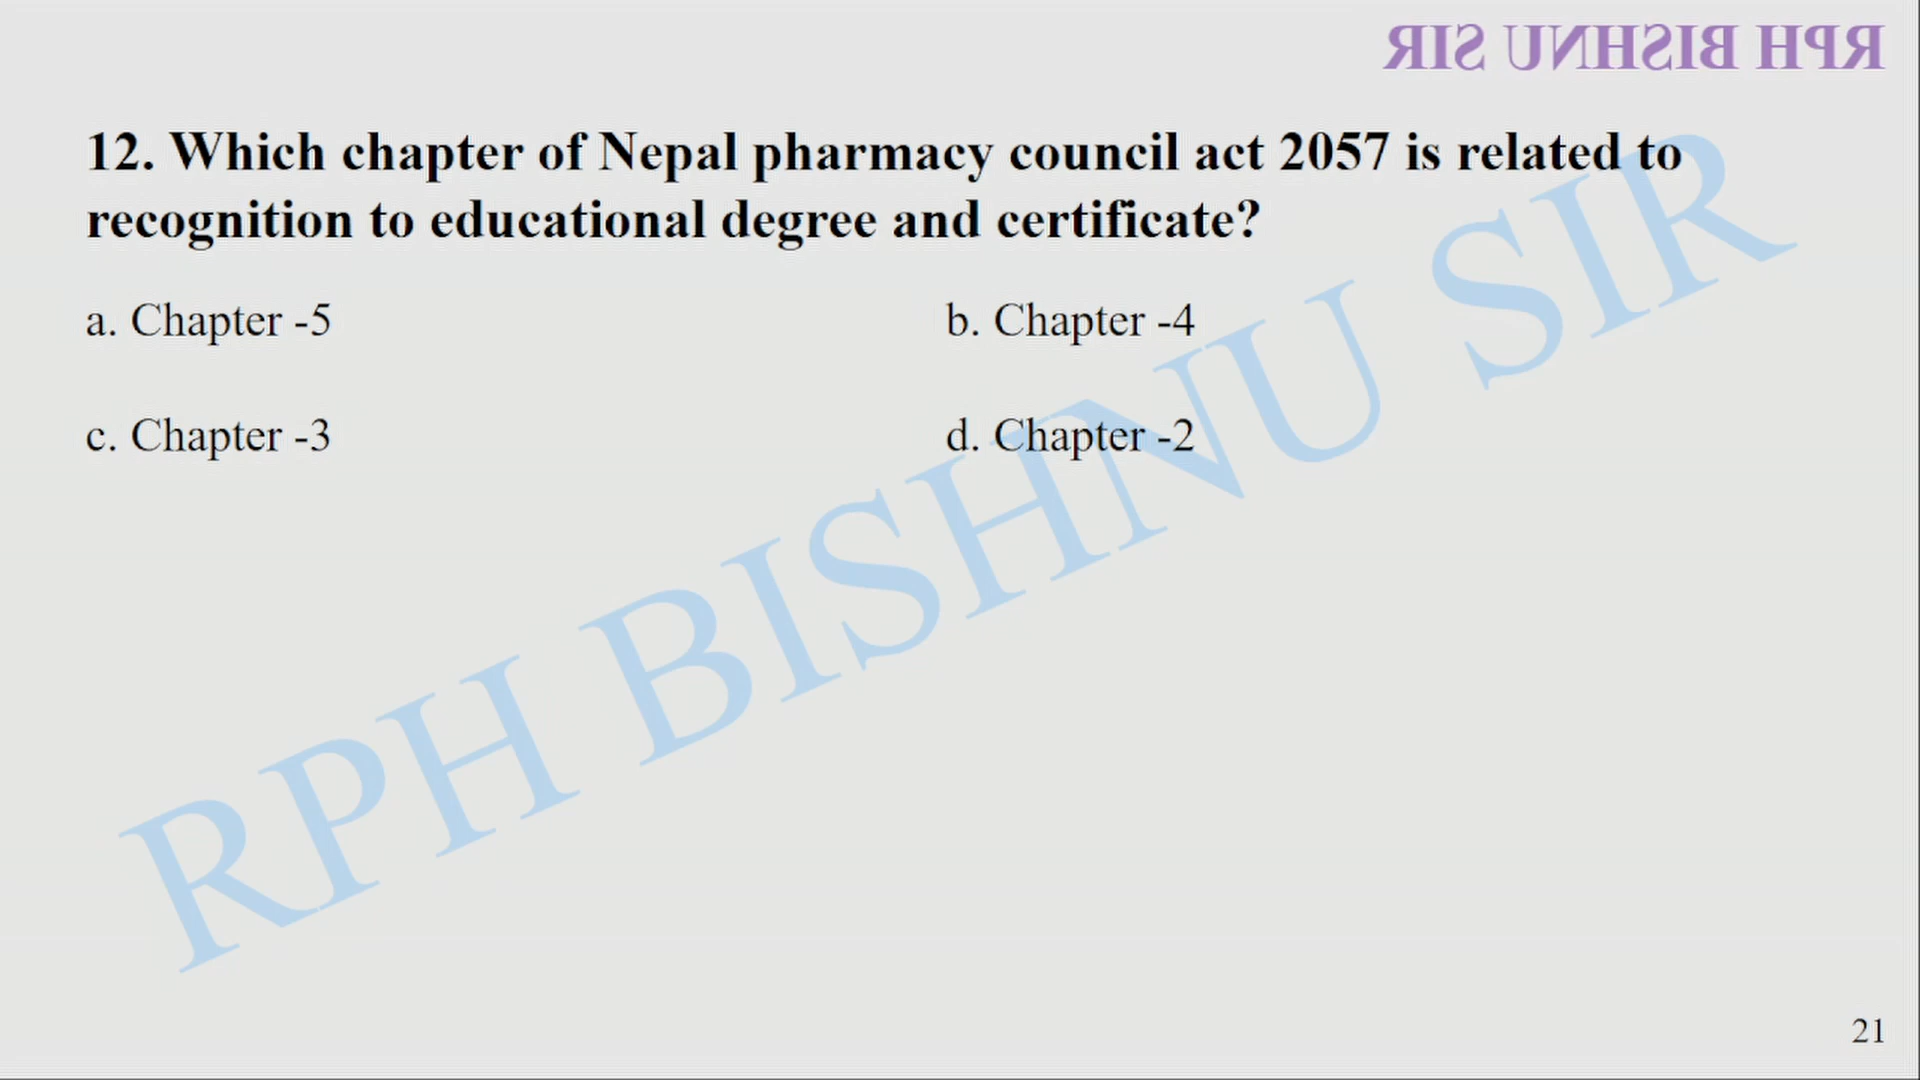 RPH BISHNU SIR
12. Which chapter of Nepal pharmacy council act 2057 is related to
recognition to educational degree and certificate?
a. Chapter -5
b. Chapter -4
c. Chapter -3
d. Chapter -2
RPH BISHNU SIR
21